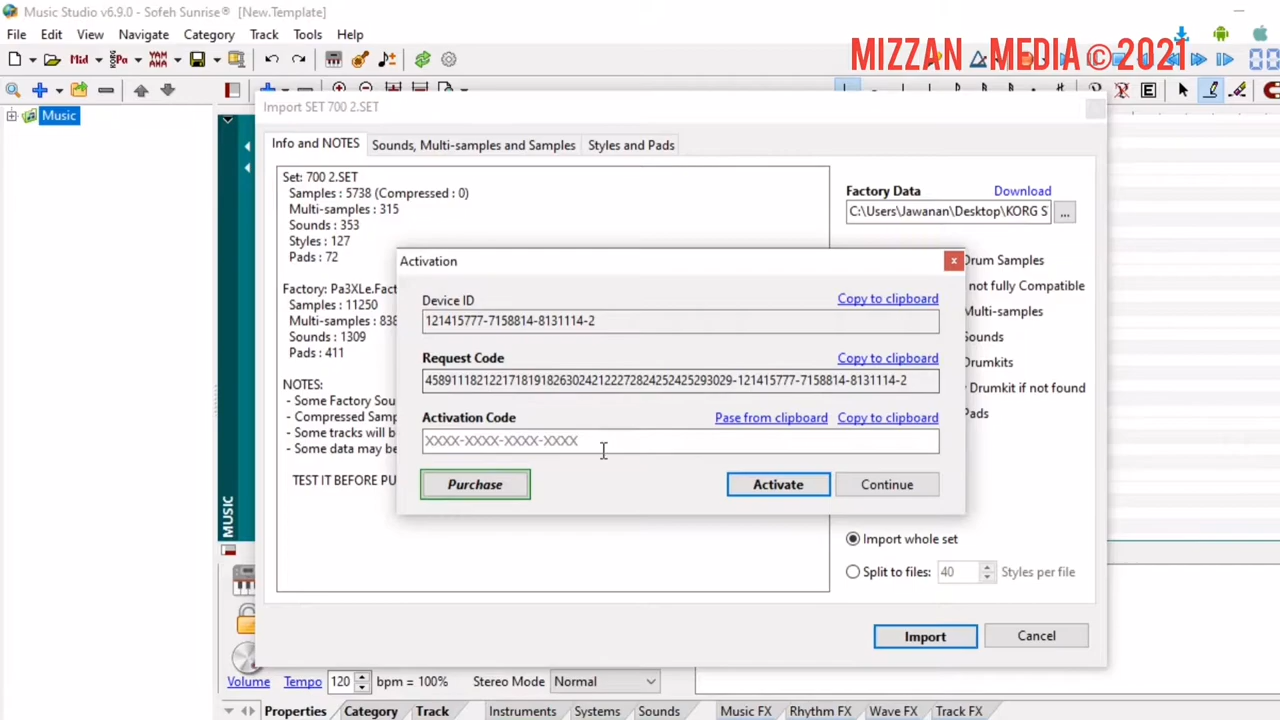 Music Studio v6.9.0 - Sofeh Sunrise® [New.Template]
File Edit View Navigate Category Track Tools Help
Mid
MIZZAN - MEDIA © 2021
Import SET 700 2.SET
Music
Info and NOTES
Sounds, Multi-samples and Samples
Styles and Pads
Set: 700 2.SET
Samples : 5738 (Compressed : 0)
Multi-samples : 315
Sounds : 353
Styles : 127
Pads : 72
Factory: Pa3XLe.Fact
Samples : 11250
Multi-samples : 838
Sounds : 1309
Pads : 411
NOTES:
- Some Factory Sou
- Compressed Samp
- Some tracks will b
- Some data may be
TEST IT BEFORE PU
Factory Data
Download
C:\Users\Jawanan\Desktop\KORG S
...
Drum Samples
not fully Compatible
Multi-samples
Sounds
Drumkits
Drumkit if not found
Pads
Activation
x
Device ID
Copy to clipboard
121415777-7158814-8131114-2
Request Code
Copy to clipboard
45891118212217181918263024212227282425242529​3029-121415777-7158814-8131114-2
Activation Code
Pase from clipboard
Copy to clipboard
XXXX-XXXX-XXXX-XXXX
Purchase
Activate
Continue
Import whole set
Split to files: 40 Styles per file
Import
Cancel
MUSIC
Volume Tempo 120 bpm = 100% Stereo Mode Normal
Properties Category Track Instruments Systems Sounds Music FX Rhythm FX Wave FX Track FX